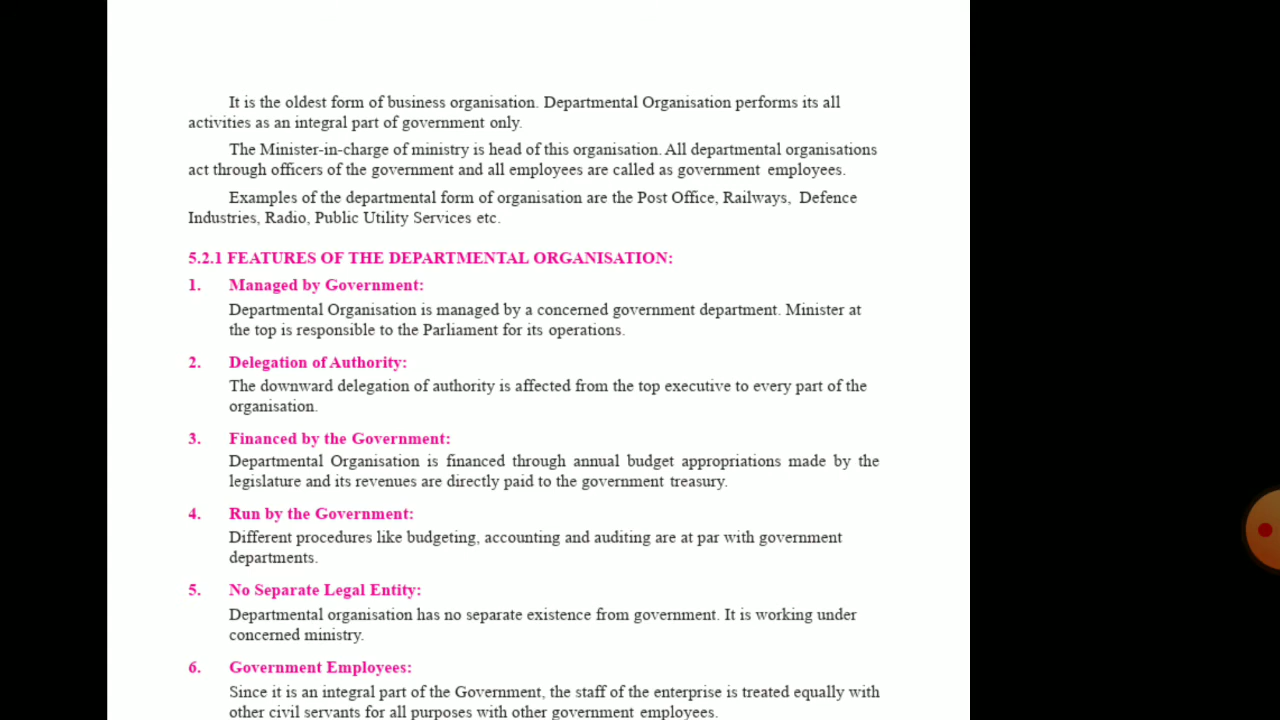 It is the oldest form of business organisation. Departmental Organisation performs its all
activities as an integral part of government only.
The Minister-in-charge of ministry is head of this organisation. All departmental organisations
act through officers of the government and all employees are called as government employees.
Examples of the departmental form of organisation are the Post Office, Railways, Defence
Industries, Radio, Public Utility Services etc.
5.2.1 FEATURES OF THE DEPARTMENTAL ORGANISATION:
1. Managed by Government:
Departmental Organisation is managed by a concerned government department. Minister at
the top is responsible to the Parliament for its operations.
2. Delegation of Authority:
The downward delegation of authority is affected from the top executive to every part of the
organisation.
3. Financed by the Government:
Departmental Organisation is financed through annual budget appropriations made by the
legislature and its revenues are directly paid to the government treasury.
4. Run by the Government:
Different procedures like budgeting, accounting and auditing are at par with government
departments.
5. No Separate Legal Entity:
Departmental organisation has no separate existence from government. It is working under
concerned ministry.
6. Government Employees:
Since it is an integral part of the Government, the staff of the enterprise is treated equally with
other civil servants for all purposes with other government employees.